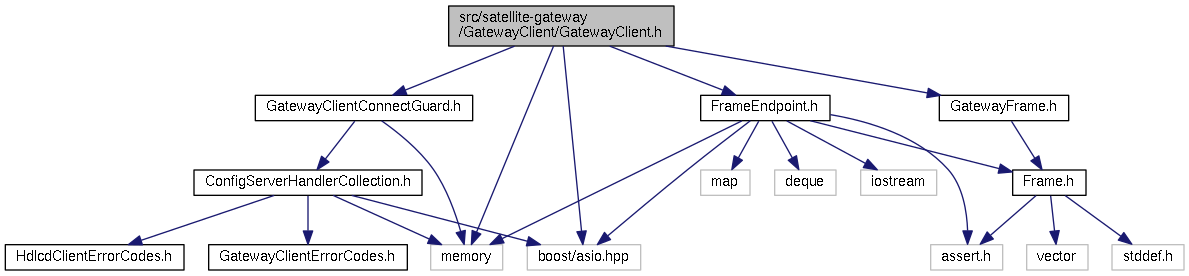 src/satellite-gateway
/GatewayClient/GatewayClient.h
GatewayClientConnectGuard.h
FrameEndpoint.h
GatewayFrame.h
ConfigServerHandlerCollection.h
map
deque
iostream
Frame.h
HdlcdClientErrorCodes.h
GatewayClientErrorCodes.h
memory
boost/asio.hpp
assert.h
vector
stddef.h